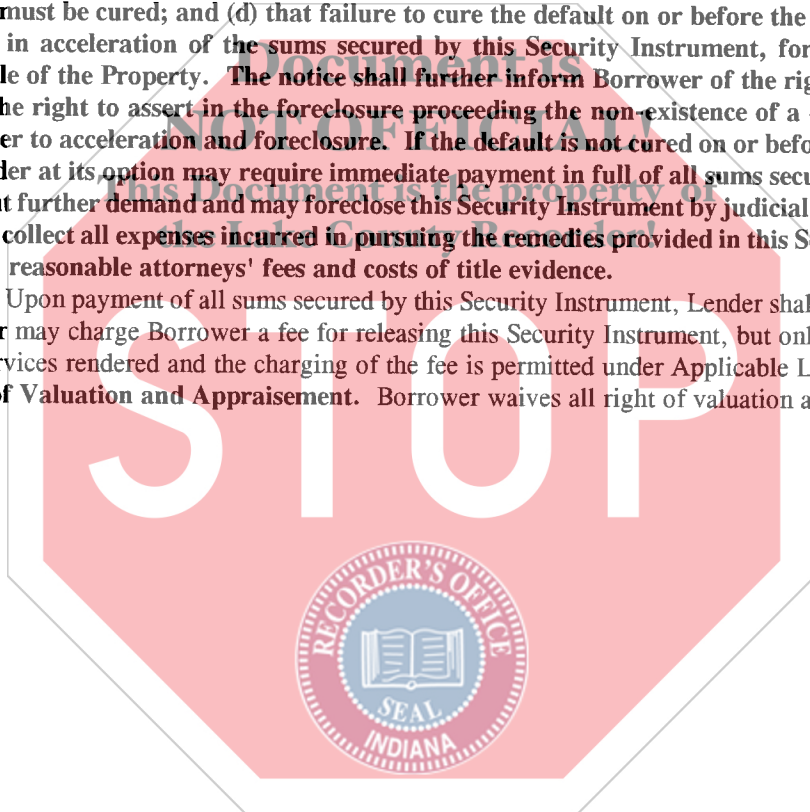 must be cured; and (d) that failure to cure the default on or before the
in acceleration of the sums secured by this Security Instrument, for
le of the Property. The notice shall further inform Borrower of the rig
he right to assert in the foreclosure proceeding the non-existence of a
er to acceleration and foreclosure. If the default is not cured on or befo
der at its option may require immediate payment in full of all sums secu
t further demand and may foreclose this Security Instrument by judicial
collect all expenses incurred in pursuing the remedies provided in this S
reasonable attorneys' fees and costs of title evidence.
Upon payment of all sums secured by this Security Instrument, Lender shal
r may charge Borrower a fee for releasing this Security Instrument, but onl
vices rendered and the charging of the fee is permitted under Applicable L
f Valuation and Appraisement. Borrower waives all right of valuation a
Document is
NOT OFFICIAL!
This Document is the property of
the Lake County Recorder!
STOP
RECORDER'S OFFICE
SEAL
INDIANA